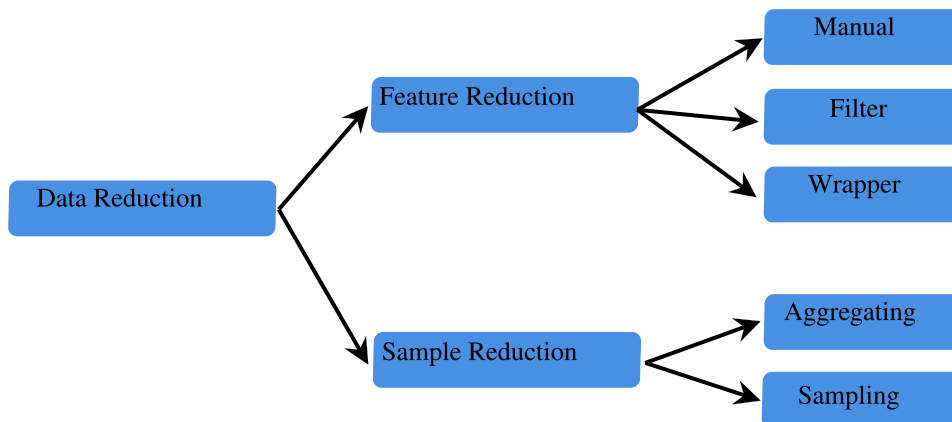 Data Reduction
Feature Reduction
Manual
Filter
Wrapper
Sample Reduction
Aggregating
Sampling